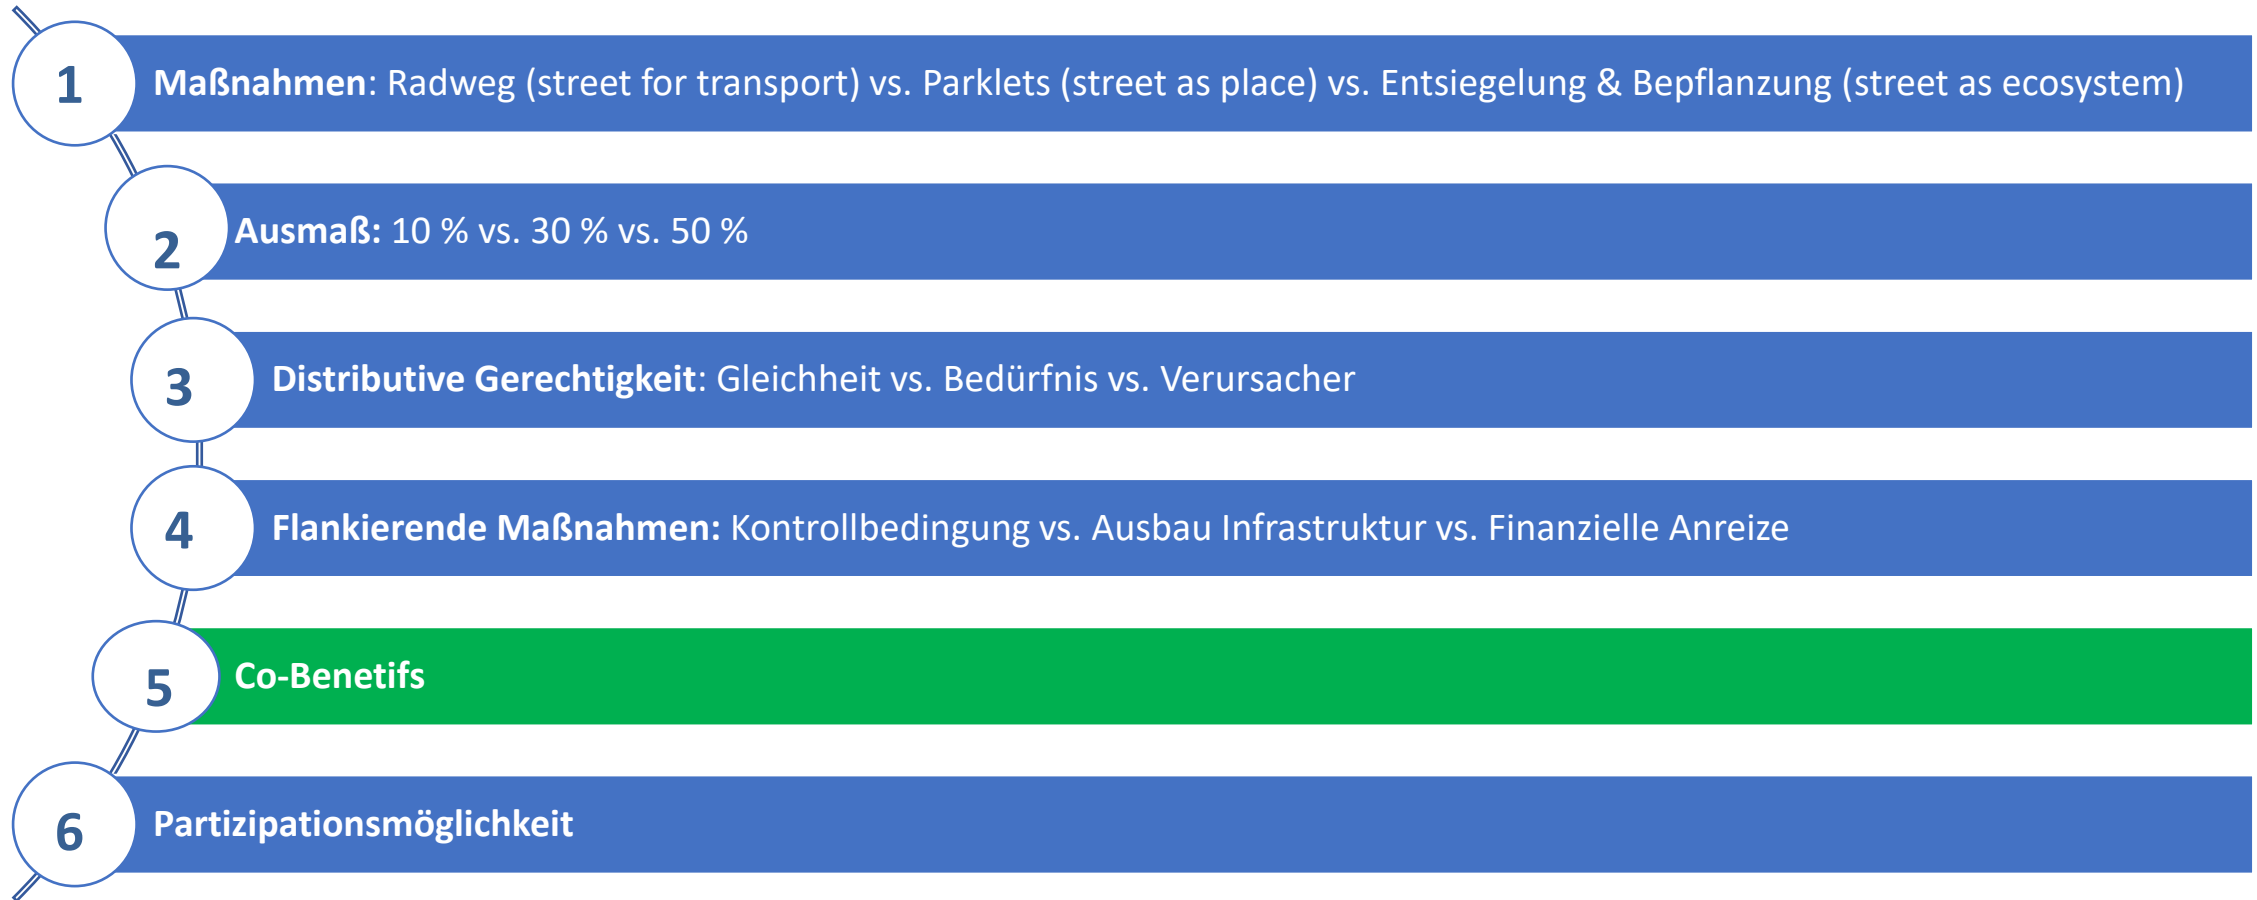 1
Maßnahmen: Radweg (street for transport) vs. Parklets (street as place) vs. Entsiegelung & Bepflanzung (street as ecosystem)
2
Ausmaß: 10 % vs. 30 % vs. 50 %
3
Distributive Gerechtigkeit: Gleichheit vs. Bedürfnis vs. Verursacher
4
Flankierende Maßnahmen: Kontrollbedingung vs. Ausbau Infrastruktur vs. Finanzielle Anreize
5
Co-Benetifs
6
Partizipationsmöglichkeit